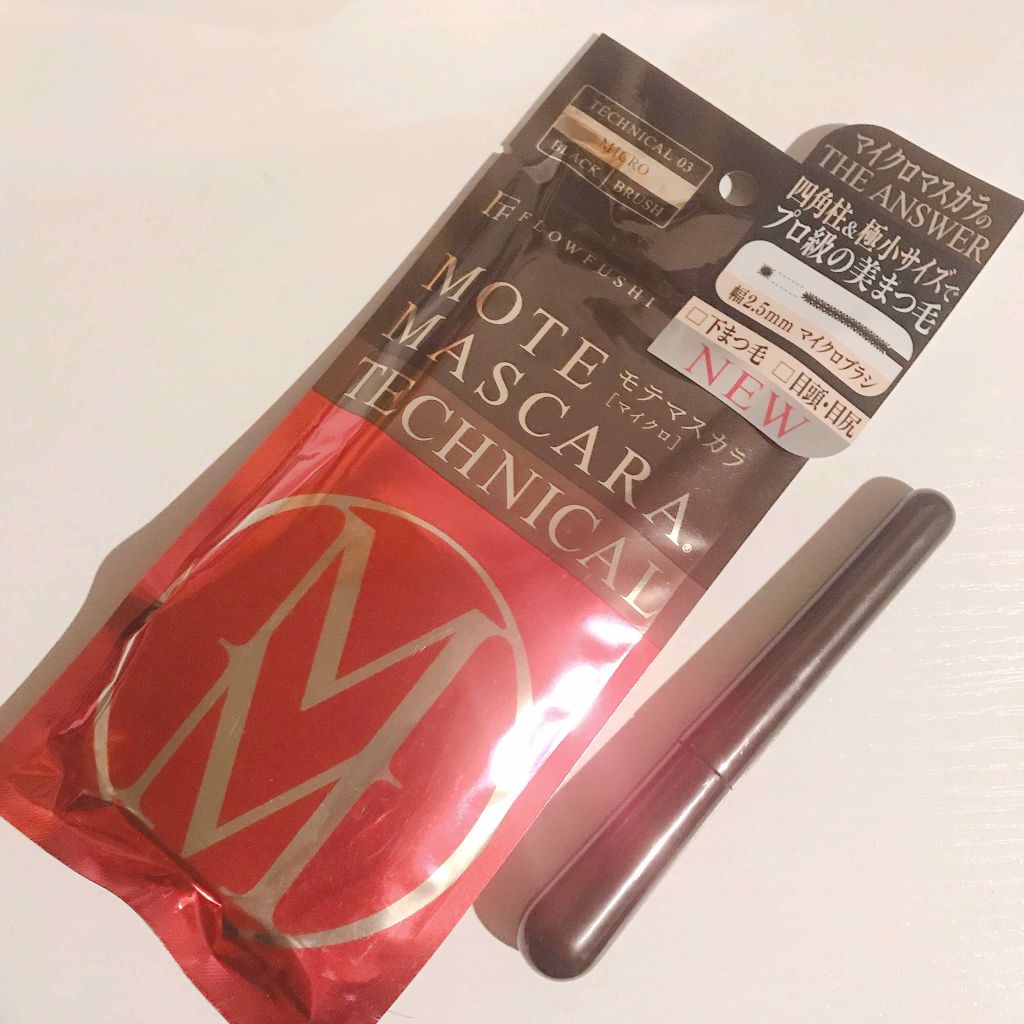 TECHNICAL 03
MICRO
BLACK BRUSH
FLOWFUSHI
MOTE
MASCARA®
TECHNICAL
モテマスカラ
[マイクロ]
マイクロマスカラの
THE ANSWER
四角柱&極小サイズで
プロ級の美まつ毛
幅2.5mm マイクロブラシ
□下まつ毛 □目頭・目尻
NEW